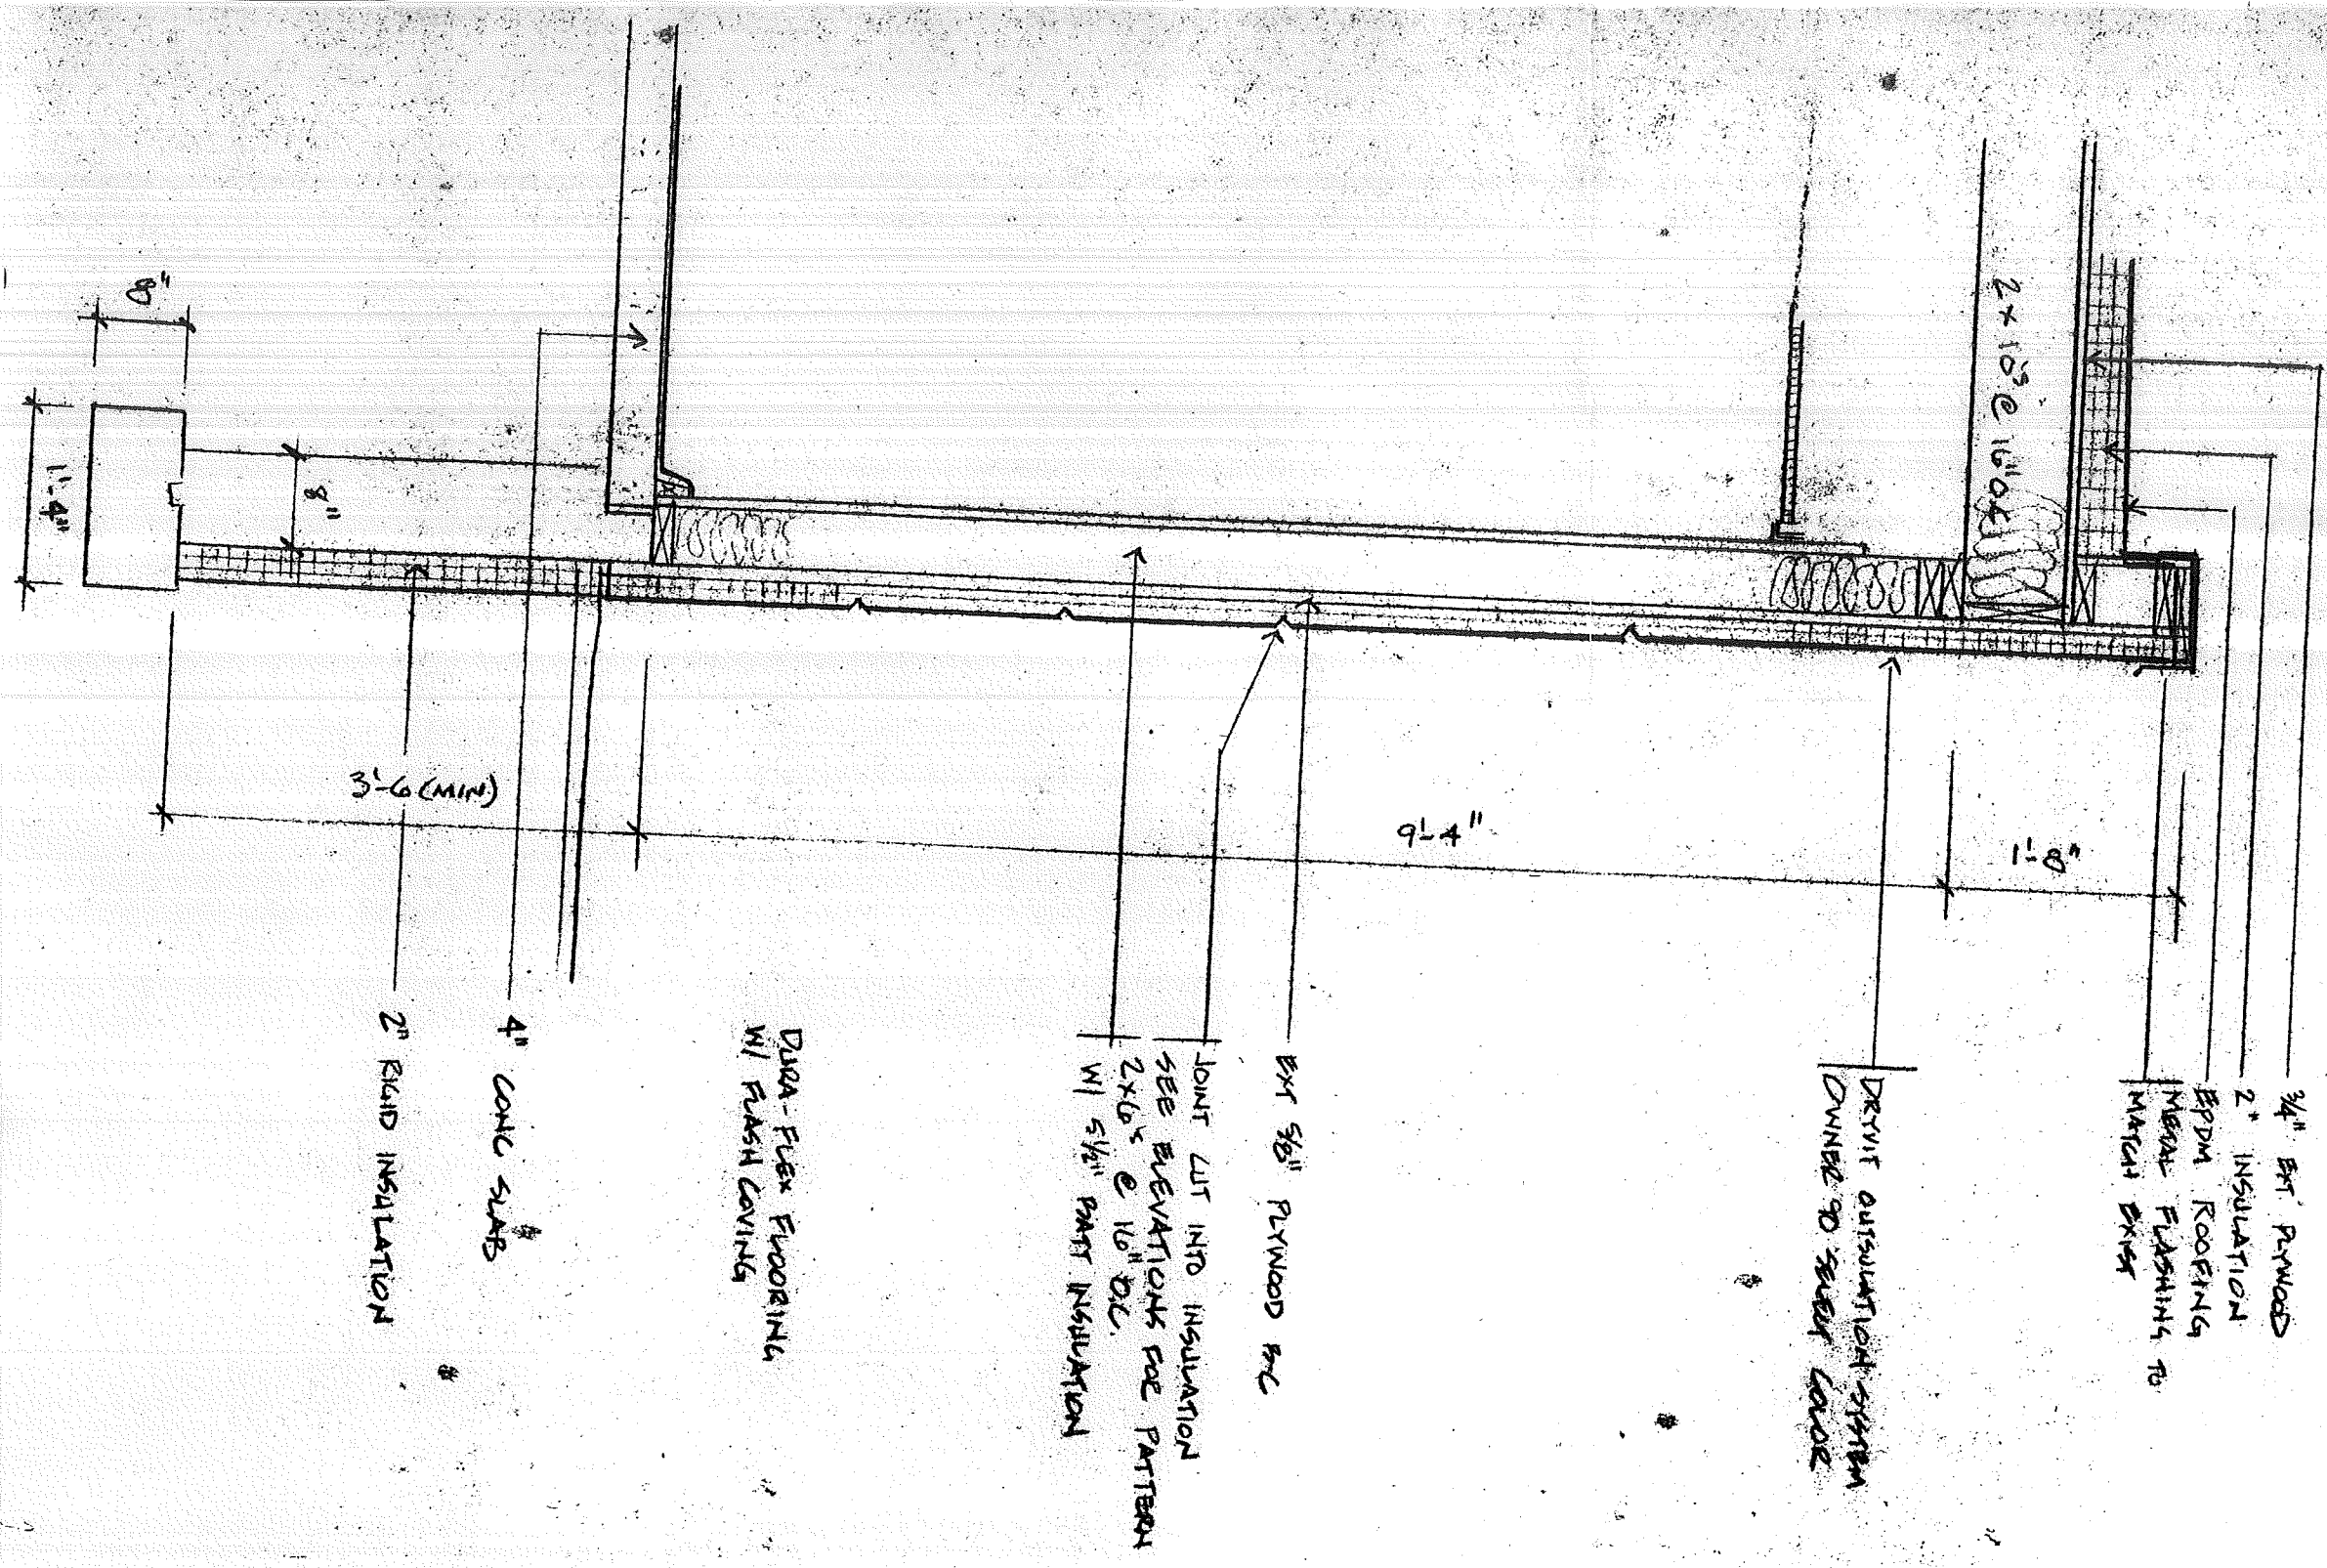 3/4" EXT PLYWOOD
2" INSULATION
EPDM ROOFING
METAL FLASHING TO
MATCH EXIST
2x10's @ 16" OC
1'-8"
DRYVIT OUTSULATION SYSTEM
OWNER TO SELECT COLOR
9'-4"
EXT 5/8" PLYWOOD
JOINT CUT INTO INSULATION
SEE ELEVATIONS FOR PATTERN
2x6's @ 16" O.C.
W/ 5 1/2" BATT INSULATION
DURA-FLEX FLOORING
W/ FLASH COVING
4" CONC SLAB
3'-6 (MIN)
2" RIGID INSULATION
8"
8"
1'-4"